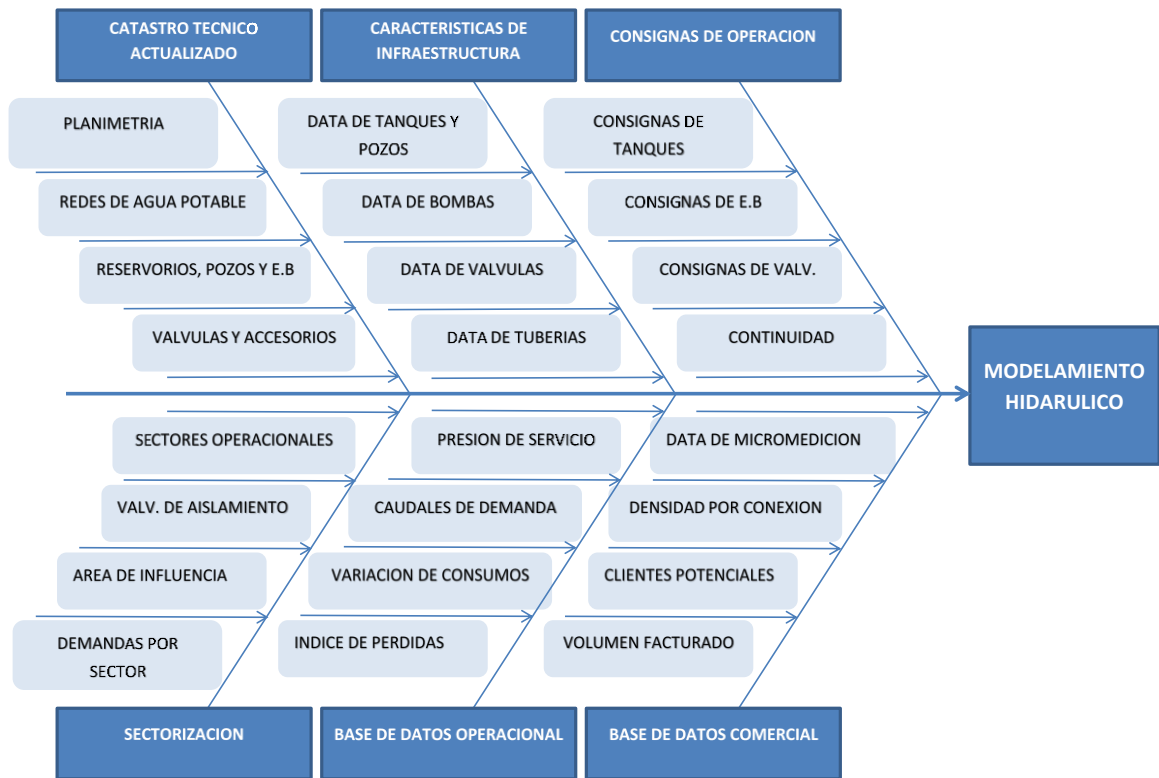 CATASTRO TECNICO
ACTUALIZADO
CARACTERISTICAS DE
INFRAESTRUCTURA
CONSIGNAS DE OPERACION
PLANIMETRIA
DATA DE TANQUES Y
POZOS
CONSIGNAS DE
TANQUES
REDES DE AGUA POTABLE
DATA DE BOMBAS
CONSIGNAS DE E.B
RESERVORIOS, POZOS Y E.B
DATA DE VALVULAS
CONSIGNAS DE VALV.
VALVULAS Y ACCESORIOS
DATA DE TUBERIAS
CONTINUIDAD
MODELAMIENTO
HIDARULICO
SECTORES OPERACIONALES
PRESION DE SERVICIO
DATA DE MICROMEDICION
VALV. DE AISLAMIENTO
CAUDALES DE DEMANDA
DENSIDAD POR CONEXION
AREA DE INFLUENCIA
VARIACION DE CONSUMOS
CLIENTES POTENCIALES
DEMANDAS POR
SECTOR
INDICE DE PERDIDAS
VOLUMEN FACTURADO
SECTORIZACION
BASE DE DATOS OPERACIONAL
BASE DE DATOS COMERCIAL